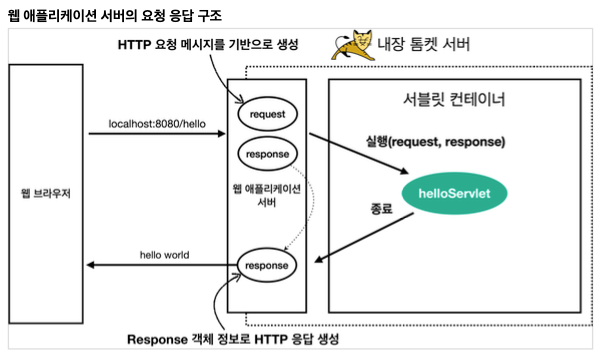 웹 애플리케이션 서버의 요청 응답 구조
HTTP 요청 메시지를 기반으로 생성
내장 톰켓 서버
서블릿 컨테이너
request
localhost:8080/hello
실행(request, response)
response
웹 브라우저
웹 애플리케이션
서버
helloServlet
종료
hello world
response
Response 객체 정보로 HTTP 응답 생성